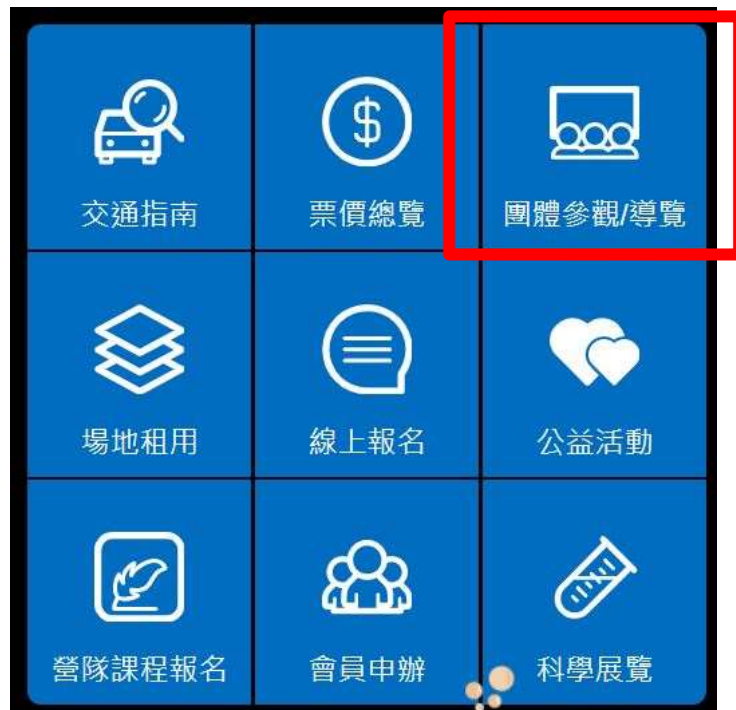 交通指南
票價總覽
團體參觀/導覽
場地租用
線上報名
公益活動
營隊課程報名
會員申辦
科學展覽